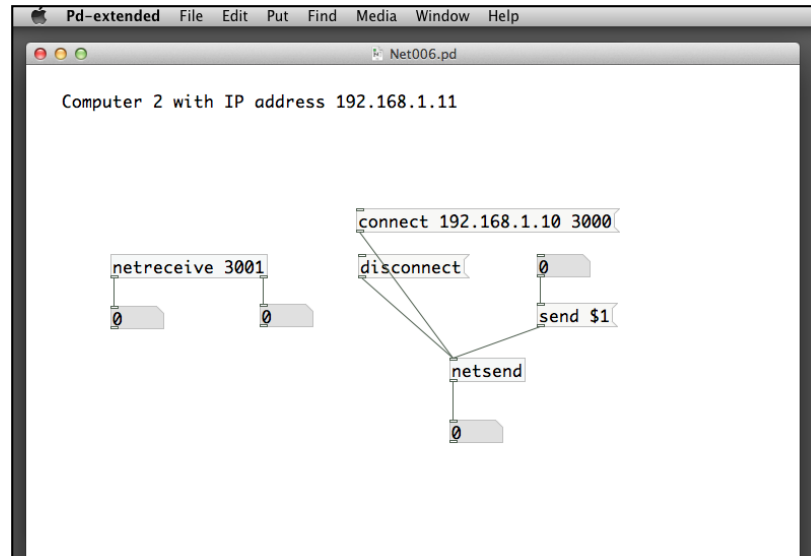 Pd-extended File Edit Put Find Media Window Help
Net006.pd
Computer 2 with IP address 192.168.1.11
connect 192.168.1.10 3000
netreceive 3001
disconnect
0
0
0
send $1
netsend
0